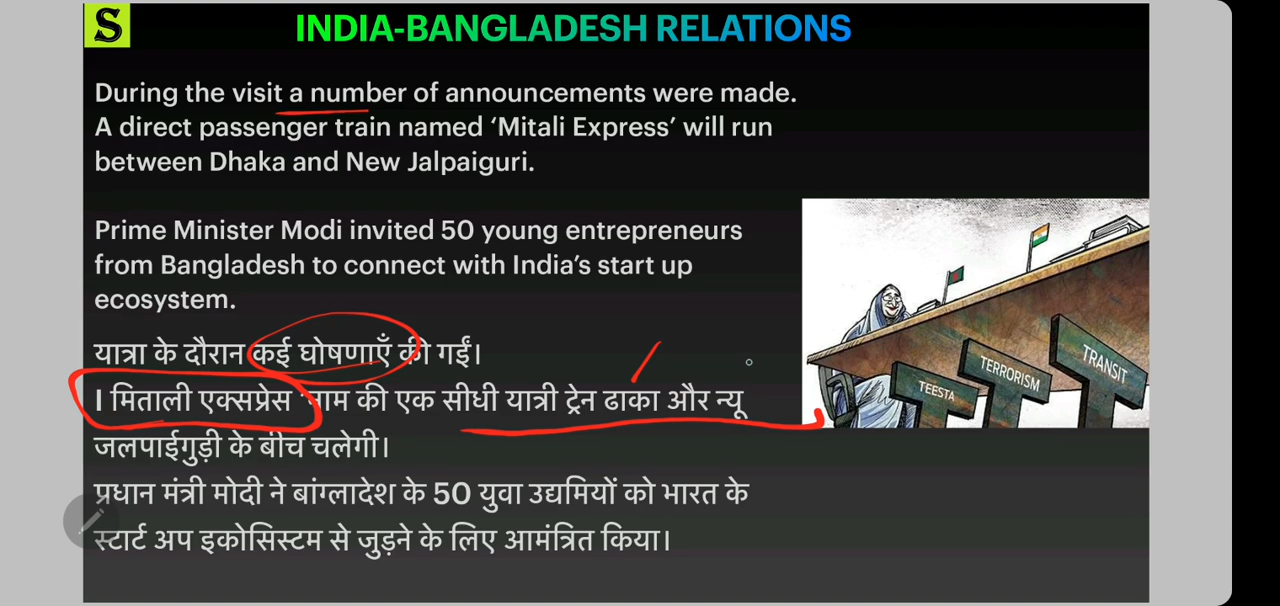 S
INDIA-BANGLADESH RELATIONS
During the visit a number of announcements were made.
A direct passenger train named ‘Mitali Express’ will run
between Dhaka and New Jalpaiguri.
Prime Minister Modi invited 50 young entrepreneurs
from Bangladesh to connect with India’s start up
ecosystem.
यात्रा के दौरान कई घोषणाएँ की गईं।
I मिताली एक्सप्रेस ' नाम की एक सीधी यात्री ट्रेन ढाका और न्यू
जलपाईगुड़ी के बीच चलेगी।
प्रधान मंत्री मोदी ने बांग्लादेश के 50 युवा उद्यमियों को भारत के
स्टार्ट अप इकोसिस्टम से जुड़ने के लिए आमंत्रित किया।
TEESTA
TERRORISM
TRANSIT